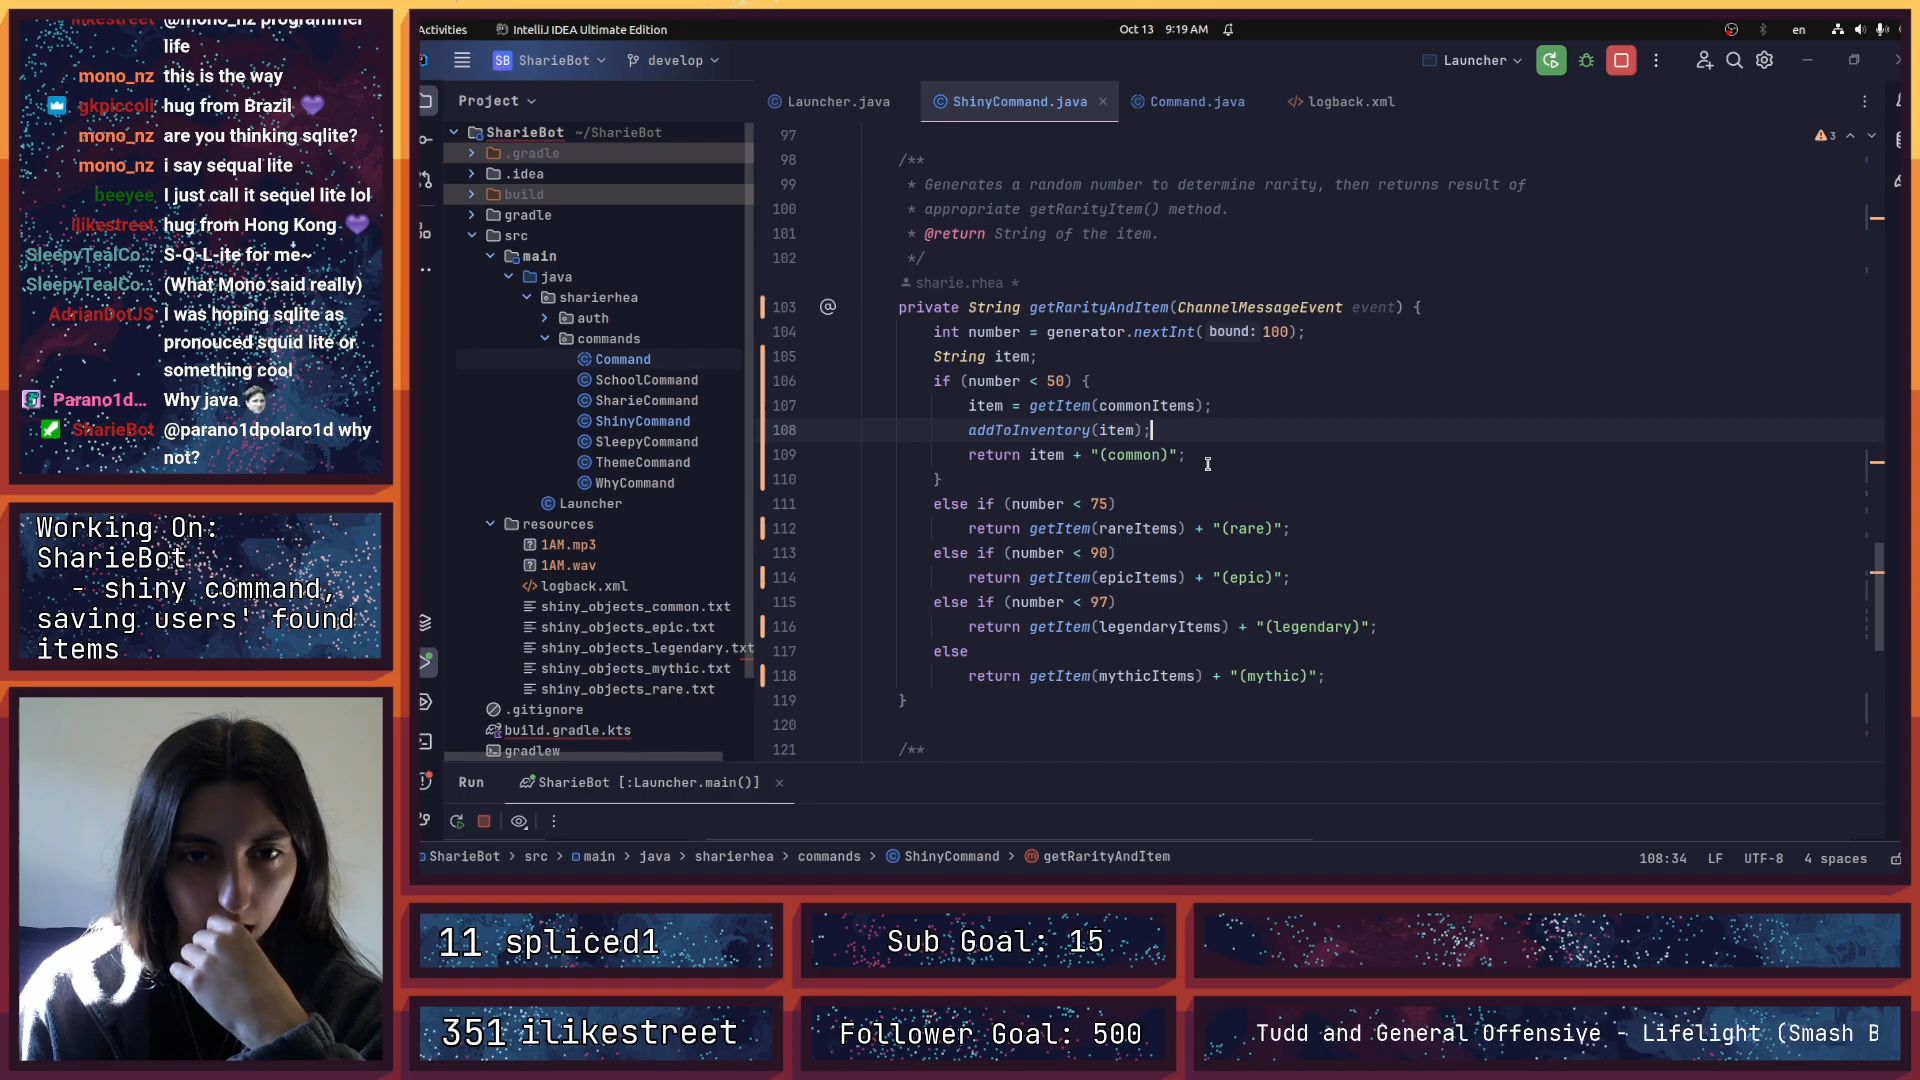 ilikestreet @mono_nz programmer
life
mono_nz this is the way
gkpiccoli hug from Brazil
mono_nz are you thinking sqlite?
mono_nz i say sequal lite
beeyee I just call it sequel lite lol
ilikestreet hug from Hong Kong
SleepyTealCo... S-Q-L-ite for me~
SleepyTealCo... (What Mono said really)
AdrianDotJS I was hoping sqlite as
pronouced squid lite or
something cool
Parano1d... Why java
SharieBot @parano1dpolaro1d why
not?
Working On:
SharieBot
- shiny command,
saving users' found
items
Activities IntelliJ IDEA Ultimate Edition Oct 13 9:19 AM en
SB SharieBot develop Launcher
Project
Launcher.java ShinyCommand.java Command.java logback.xml
SharieBot ~/SharieBot
.gradle
.idea
build
gradle
src
main
java
sharierhea
auth
commands
Command
SchoolCommand
SharieCommand
ShinyCommand
SleepyCommand
ThemeCommand
WhyCommand
Launcher
resources
1AM.mp3
1AM.wav
logback.xml
shiny_objects_common.txt
shiny_objects_epic.txt
shiny_objects_legendary.txt
shiny_objects_mythic.txt
shiny_objects_rare.txt
.gitignore
build.gradle.kts
gradlew
3
97
98 /**
99 * Generates a random number to determine rarity, then returns result of
100 * appropriate getRarityItem() method.
101 * @return String of the item.
102 */
sharie.rhea *
103 @ private String getRarityAndItem(ChannelMessageEvent event) {
104 int number = generator.nextInt( bound: 100);
105 String item;
106 if (number < 50) {
107 item = getItem(commonItems);
108 addToInventory(item);
109 return item + "(common)";
110 }
111 else if (number < 75)
112 return getItem(rareItems) + "(rare)";
113 else if (number < 90)
114 return getItem(epicItems) + "(epic)";
115 else if (number < 97)
116 return getItem(legendaryItems) + "(legendary)";
117 else
118 return getItem(mythicItems) + "(mythic)";
119 }
120
121 /**
Run SharieBot [:Launcher.main()]
SharieBot > src > main > java > sharierhea > commands > ShinyCommand > getRarityAndItem 108:34 LF UTF-8 4 spaces
11 spliced1
Sub Goal: 15
351 ilikestreet
Follower Goal: 500
Tudd and General Offensive - Lifelight (Smash B